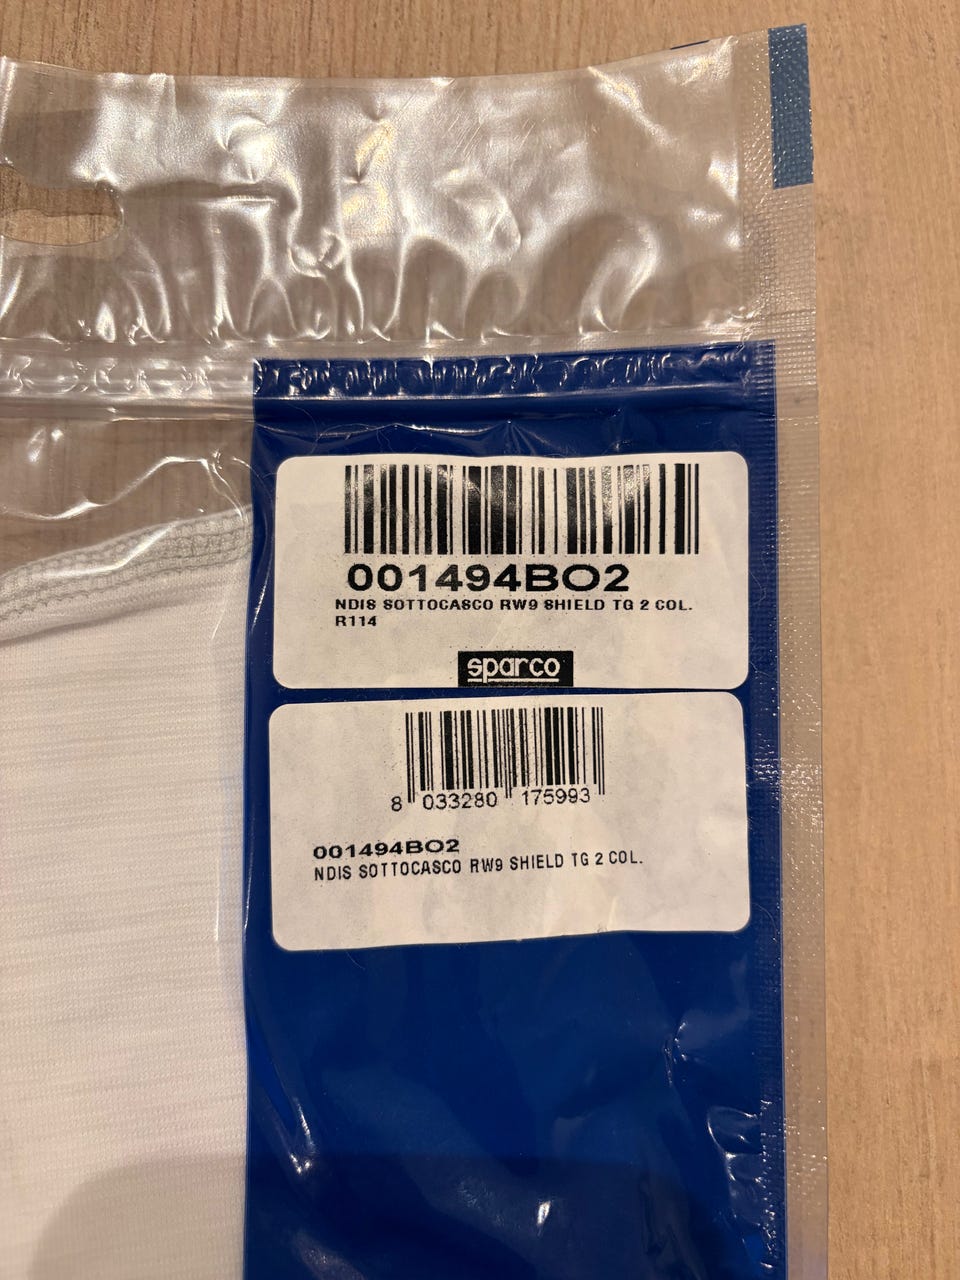 001494BO2
NDIS SOTTOCASCO RW9 SHIELD TG 2 COL.
R114
sparco
8 033280 175993
001494BO2
NDIS SOTTOCASCO RW9 SHIELD TG 2 COL.